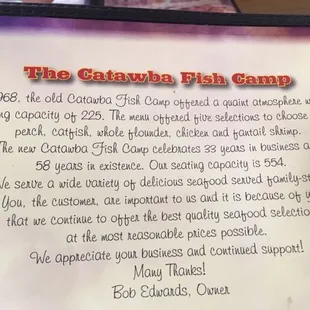 The Catawba Fish Camp
968, the old Catawba Fish Camp offered a quaint atmosphere w
ng capacity of 225. The menu offered five selections to choose
perch, catfish, whole flounder, chicken and fantail shrimp.
The new Catawba Fish Camp celebrates 33 years in business a
58 years in existence. Our seating capacity is 554.
We serve a wide variety of delicious seafood served family-st
You, the customer, are important to us and it is because of y
that we continue to offer the best quality seafood selectio
at the most reasonable prices possible.
We appreciate your business and continued support!
Many Thanks!
Bob Edwards, Owner